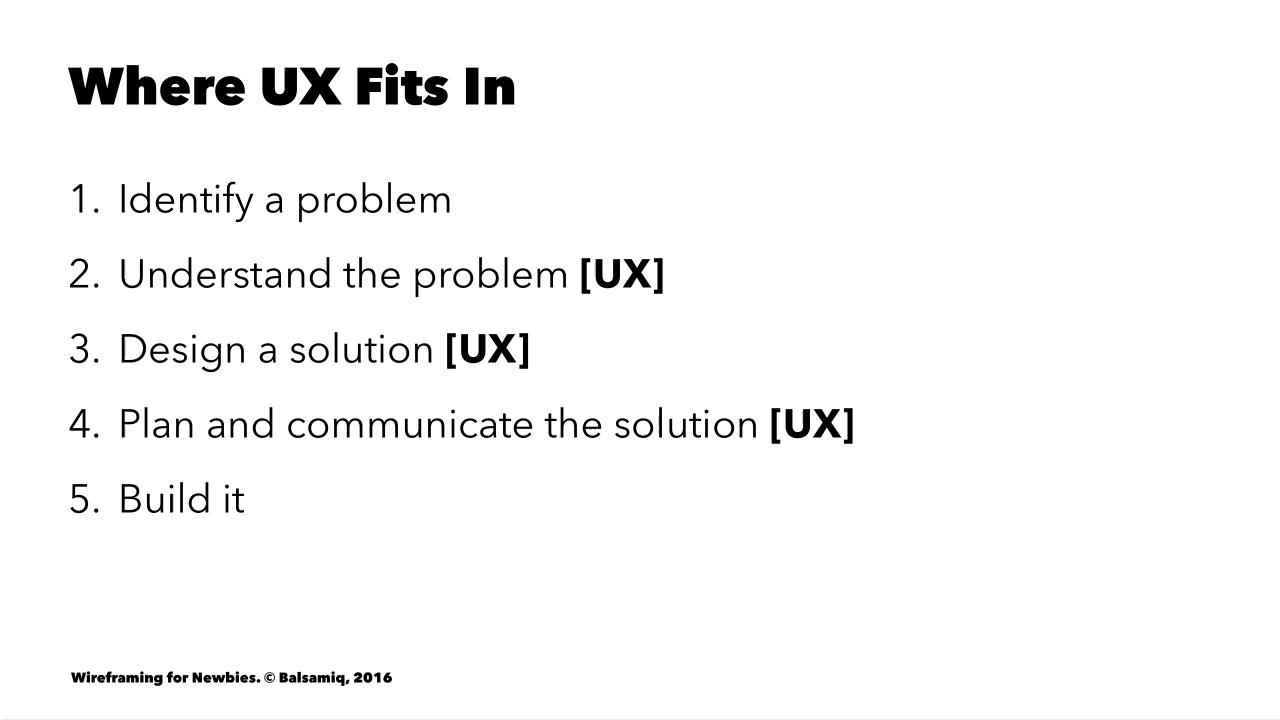 Where UX Fits In
1. Identify a problem
2. Understand the problem [UX]
3. Design a solution [UX]
4. Plan and communicate the solution [UX]
5. Build it
Wireframing for Newbies. © Balsamiq, 2016